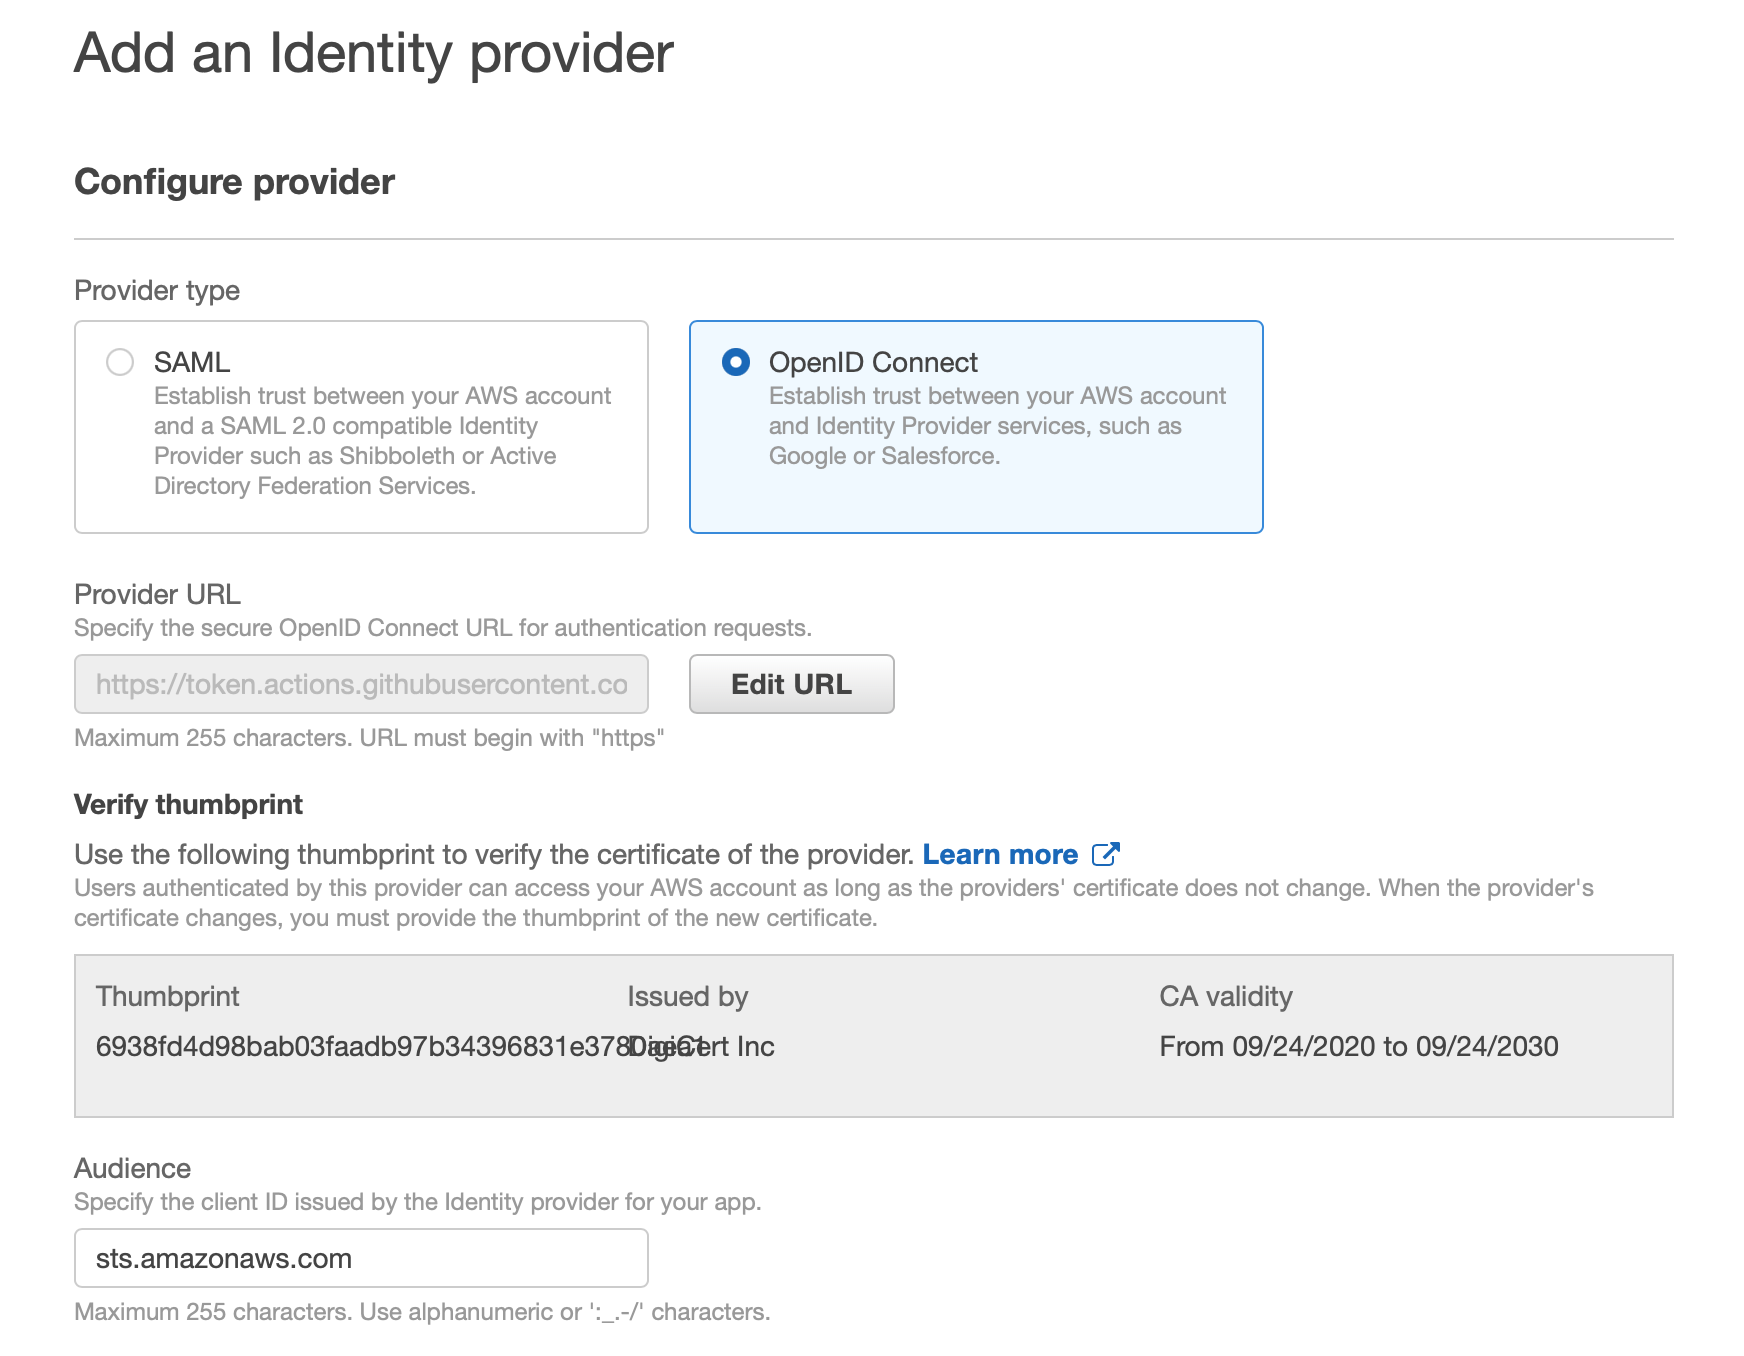 Add an Identity provider
Configure provider
Provider type
SAML
Establish trust between your AWS account
and a SAML 2.0 compatible Identity
Provider such as Shibboleth or Active
Directory Federation Services.
OpenID Connect
Establish trust between your AWS account
and Identity Provider services, such as
Google or Salesforce.
Provider URL
Specify the secure OpenID Connect URL for authentication requests.
https://token.actions.githubusercontent.co
Edit URL
Maximum 255 characters. URL must begin with "https"
Verify thumbprint
Use the following thumbprint to verify the certificate of the provider. Learn more
Users authenticated by this provider can access your AWS account as long as the providers' certificate does not change. When the provider's
certificate changes, you must provide the thumbprint of the new certificate.
Thumbprint
Issued by
CA validity
6938fd4d98bab03faadb97b34396831e3780aea1
DigiCert Inc
From 09/24/2020 to 09/24/2030
Audience
Specify the client ID issued by the Identity provider for your app.
sts.amazonaws.com
Maximum 255 characters. Use alphanumeric or ':_.-/' characters.